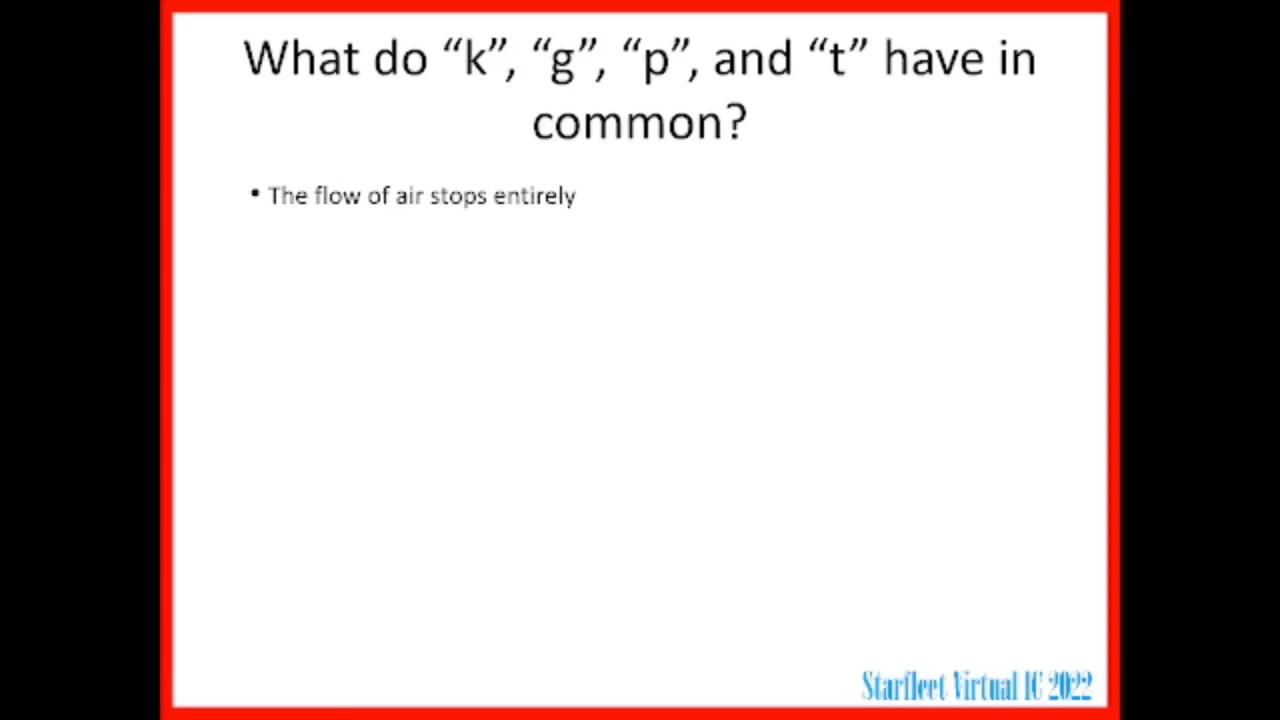 What do “k”, “g”, “p”, and “t” have in
common?
• The flow of air stops entirely
Starfleet Virtual IC 2022